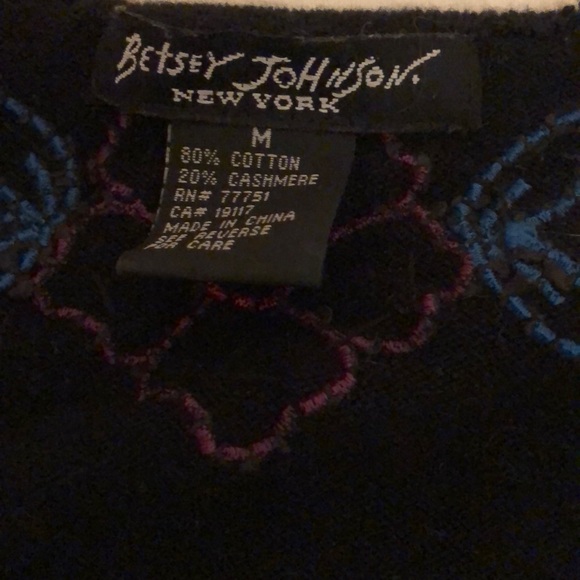 BETSEY JOHNSON.
NEW YORK
M
80% COTTON
20% CASHMERE
RN# 77751
CA# 19117
MADE IN CHINA
SEE REVERSE
FOR CARE